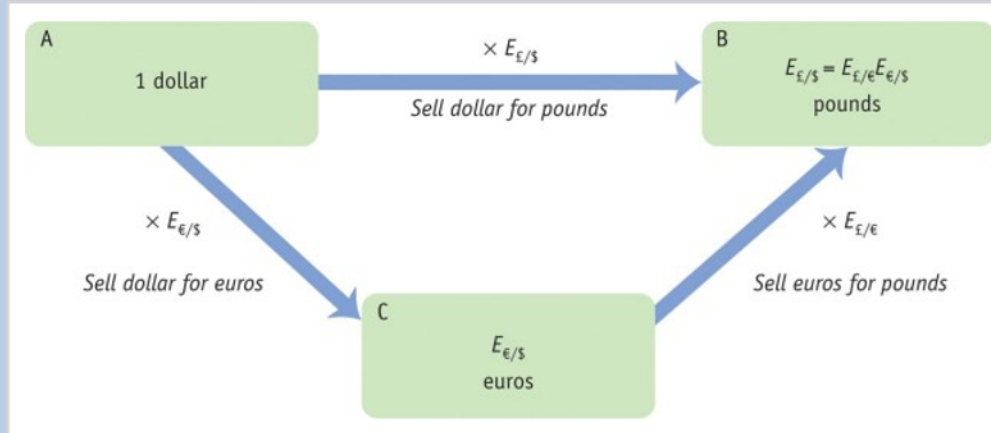 A
1 dollar
× E£/$
Sell dollar for pounds
B
E£/$ = E£/€E€/$
pounds
× E€/$
Sell dollar for euros
× E£/€
Sell euros for pounds
C
E€/$
euros